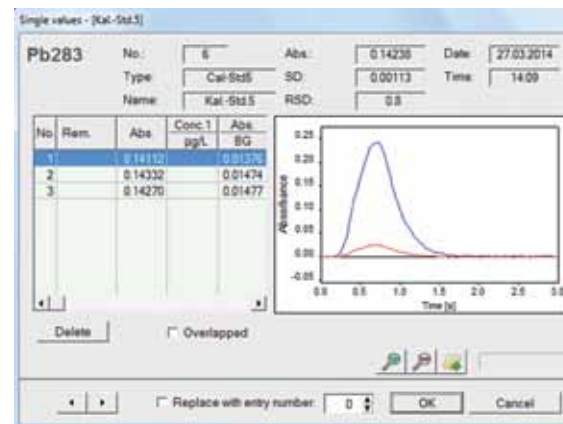 Single values - [Kal.-Std.5]
Pb283
No.: 6
Type: Cal-Std5
Name: Kal.-Std.5
Abs.: 0.14238
SD: 0.00113
RSD: 0.8
Date: 27.03.2014
Time: 14:09
No. Rem. Abs. Conc.1 Abs.
µg/L BG
1 0.14112 0.01376
2 0.14332 0.01474
3 0.14270 0.01477
Absorbance
0.25
0.20
0.15
0.10
0.05
0.00
-0.05
0.0 0.5 1.0 1.5 2.0 2.5 3.0
Time [s]
Delete
Overlapped
Replace with entry number: 0
OK
Cancel